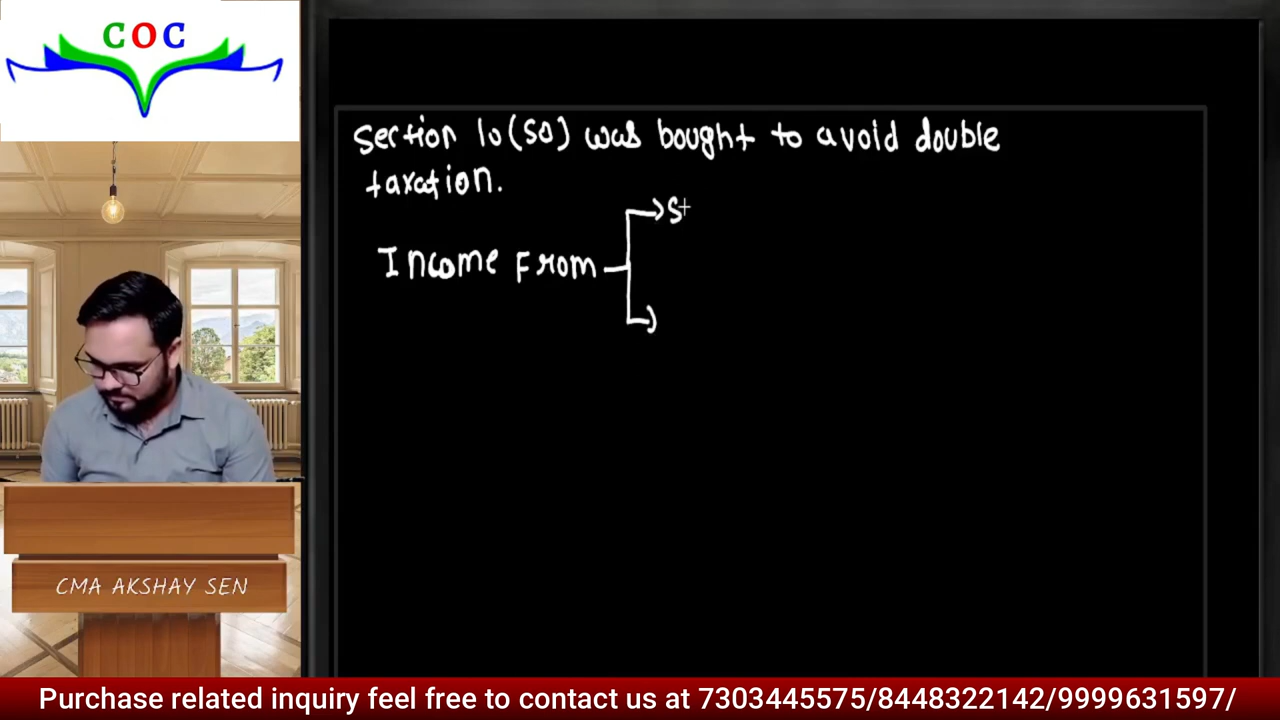 COC
Section 10(50) was bought to avoid double
taxation.
St
Income From
CMA AKSHAY SEN
Purchase related inquiry feel free to contact us at 7303445575/8448322142/9999631597/